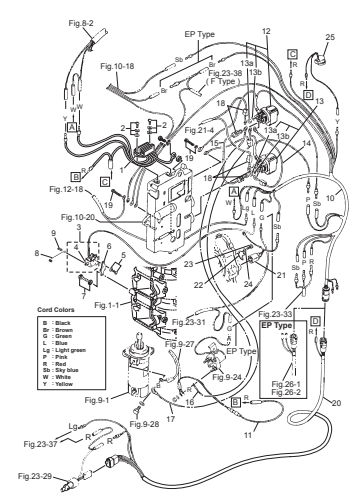 Fig.8-2
EP Type
12
C
25
Fig.10-18
Sb
R
R
Br
Br
Fig.23-38
( F Type )
13a
13b
D
R
Y
W
W
A
2
2
18
Fig.21-4
15
13
13a
13b
14
1
19
B
R
C
18
Fig.12-18
19
A
10
3
Fig.10-20
W
B
L
G
Sb
P
Sb
P
9
8
4
6
5
23
21
22
24
7
Fig.1-1
Fig.23-31
G
Fig.23-33
Cord Colors
B : Black
Br : Brown
G : Green
L : Blue
Lg : Light green
P : Pink
R : Red
Sb : Sky blue
W : White
Y : Yellow
Fig.9-27
EP Type
EP Type
D
R
Fig.9-24
Fig.26-1
Fig.26-2
Fig.9-1
B
B
R
16
17
20
Fig.9-28
11
Lg
R
Fig.23-37
R
Fig.23-29